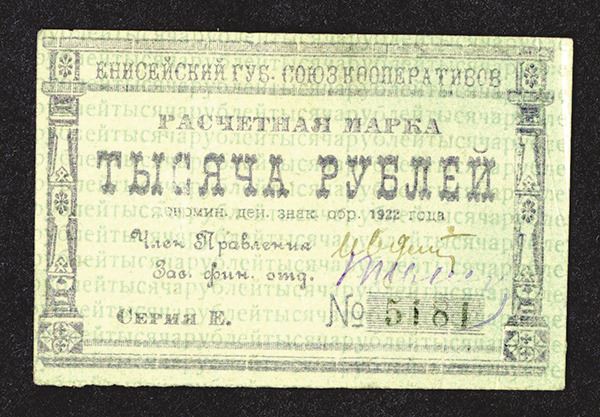 ЕНИСЕЙСКИЙ ГУБ. СОЮЗ КООПЕРАТИВОВ
РАСЧЕТНАЯ МАРКА
ТЫСЯЧА РУБЛЕЙ
ден. знак. обр. 1922 года
Член Правления
Зав. фин. отд.
СЕРИЯ Е. № 5181